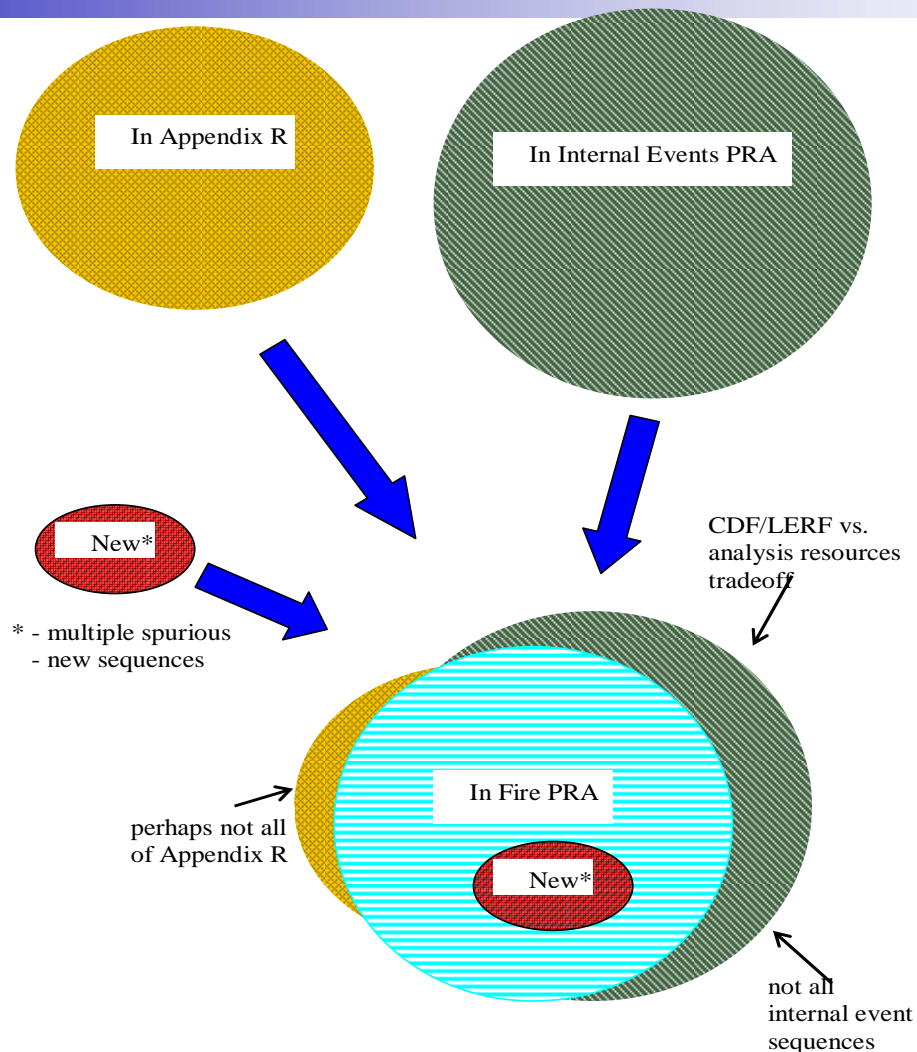 In Appendix R
In Internal Events PRA
New*
* - multiple spurious
- new sequences
CDF/LERF vs.
analysis resources
tradeoff
In Fire PRA
perhaps not all
of Appendix R
New*
not all
internal event
sequences